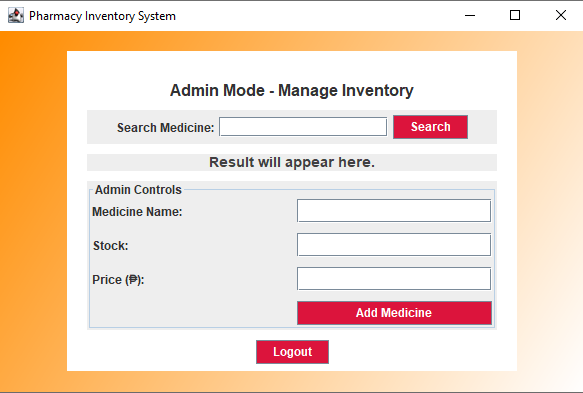 Pharmacy Inventory System
Admin Mode - Manage Inventory
Search Medicine: Search
Result will appear here.
Admin Controls
Medicine Name:
Stock:
Price (₱):
Add Medicine
Logout